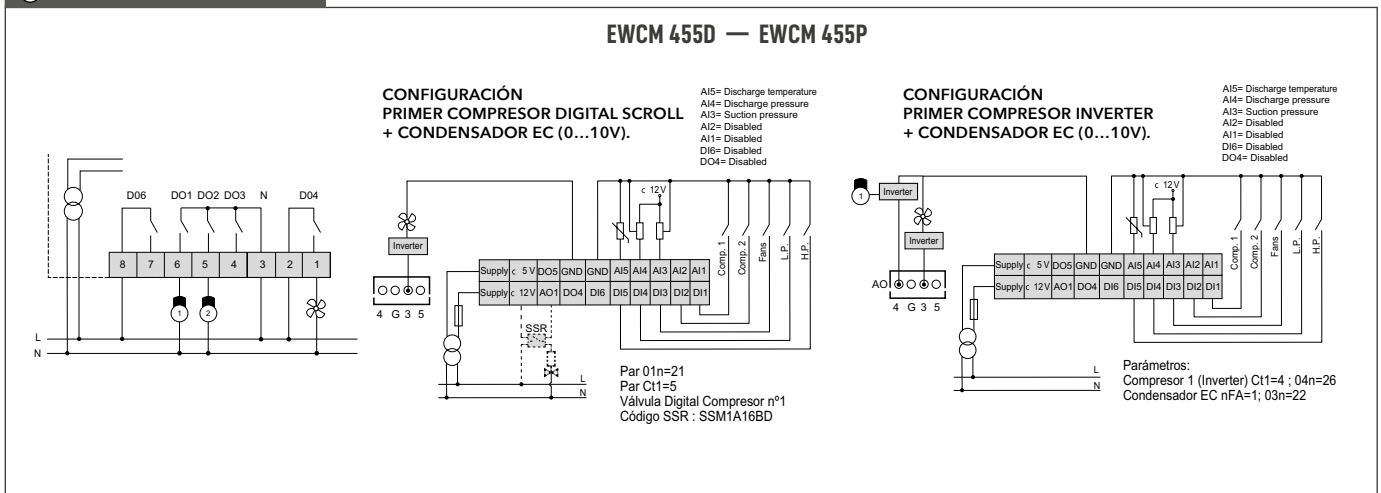 EWCM 455D — EWCM 455P
D06 DO1 DO2 DO3 N D04
8 7 6 5 4 3 2 1
1 2
L
N
CONFIGURACIÓN
PRIMER COMPRESOR DIGITAL SCROLL
+ CONDENSADOR EC (0...10V).
AI5= Discharge temperature
AI4= Discharge pressure
AI3= Suction pressure
AI2= Disabled
AI1= Disabled
DI6= Disabled
DO4= Disabled
c 12V
Inverter
4 G 3 5
Comp. 1
Comp. 2
Fans
L.P.
H.P.
Supply c 5V DO5 GND GND AI5 AI4 AI3 AI2 AI1
Supply c 12V AO1 DO4 DI6 DI5 DI4 DI3 DI2 DI1
SSR
L
N
Par 01n=21
Par Ct1=5
Válvula Digital Compresor nº1
Código SSR : SSM1A16BD
CONFIGURACIÓN
PRIMER COMPRESOR INVERTER
+ CONDENSADOR EC (0...10V).
AI5= Discharge temperature
AI4= Discharge pressure
AI3= Suction pressure
AI2= Disabled
AI1= Disabled
DI6= Disabled
DO4= Disabled
c 12V
1 Inverter
Inverter
AO
4 G 3 5
Comp. 1
Comp. 2
Fans
L.P.
H.P.
Supply c 5V DO5 GND GND AI5 AI4 AI3 AI2 AI1
Supply c 12V AO1 DO4 DI6 DI5 DI4 DI3 DI2 DI1
L
N
Parámetros:
Compresor 1 (Inverter) Ct1=4 ; 04n=26
Condensador EC nFA=1; 03n=22